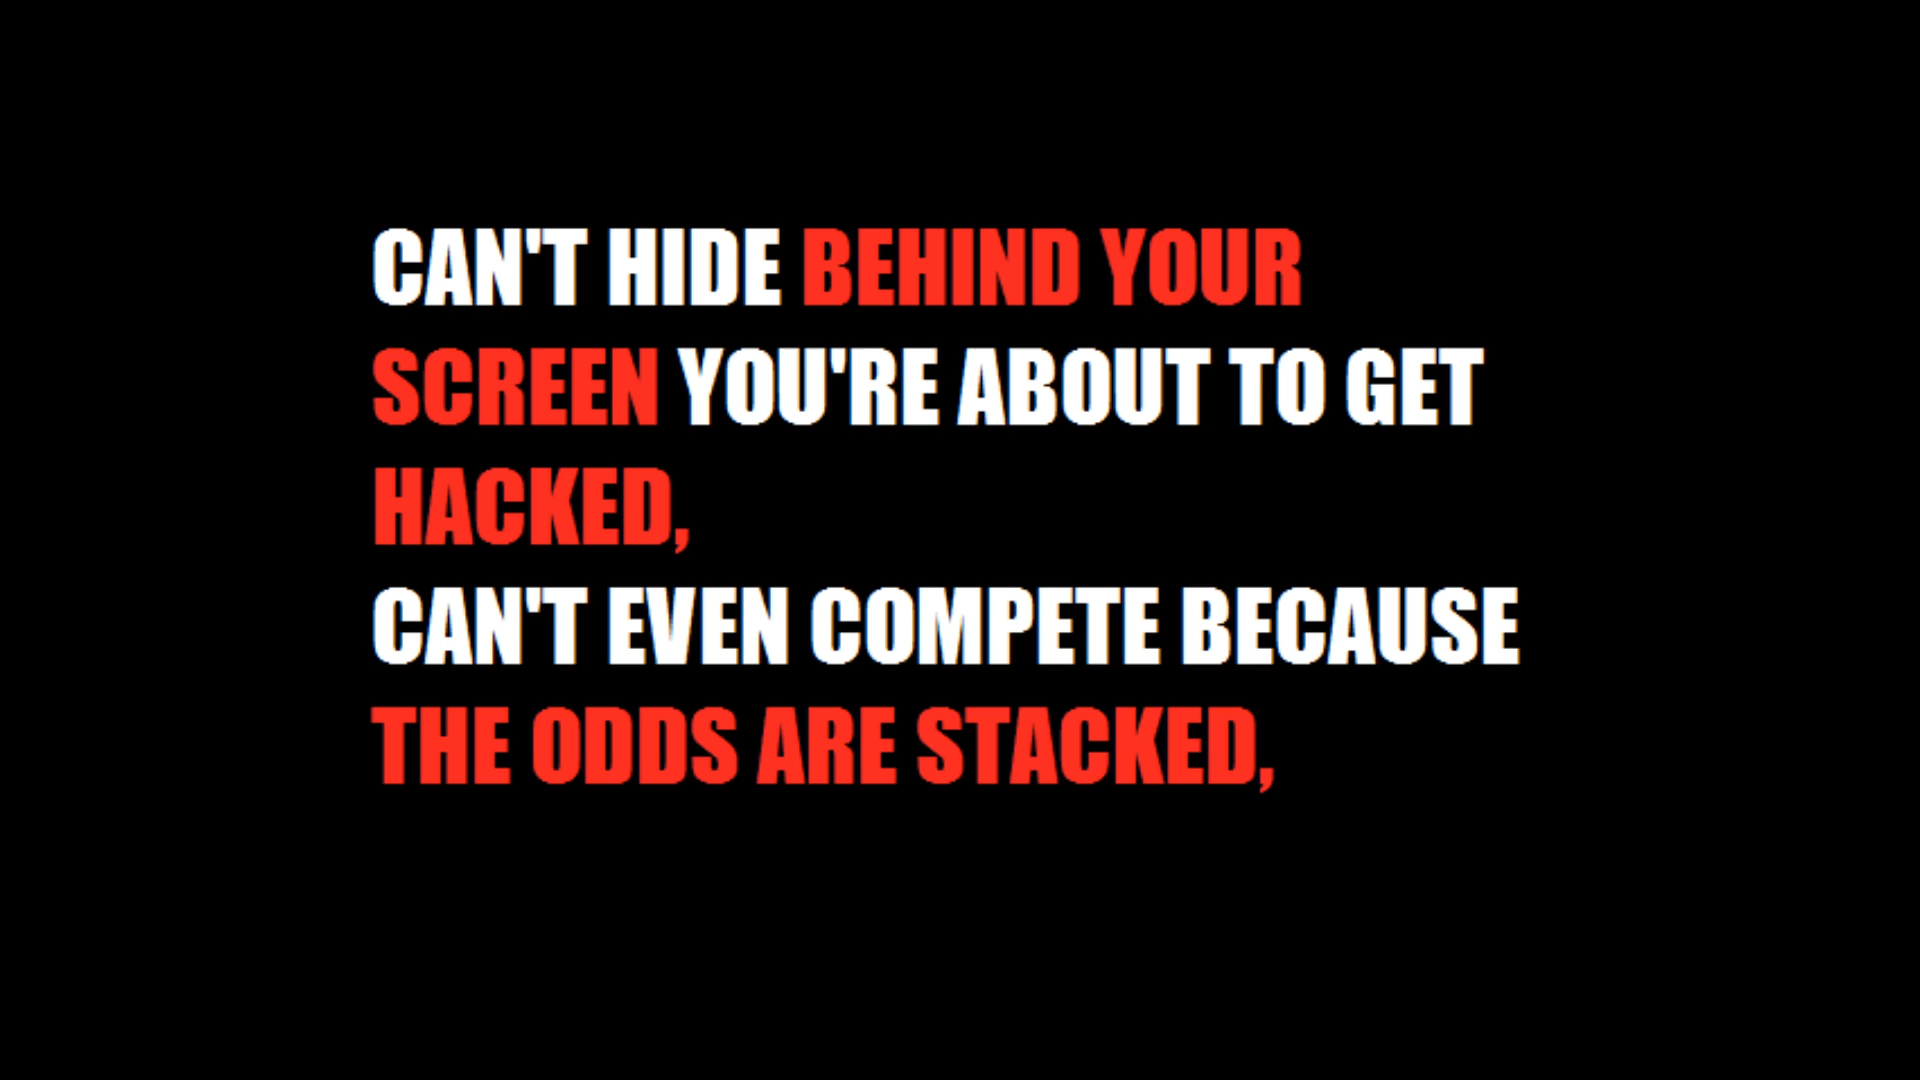 CAN'T HIDE BEHIND YOUR
SCREEN YOU'RE ABOUT TO GET
HACKED,
CAN'T EVEN COMPETE BECAUSE
THE ODDS ARE STACKED,